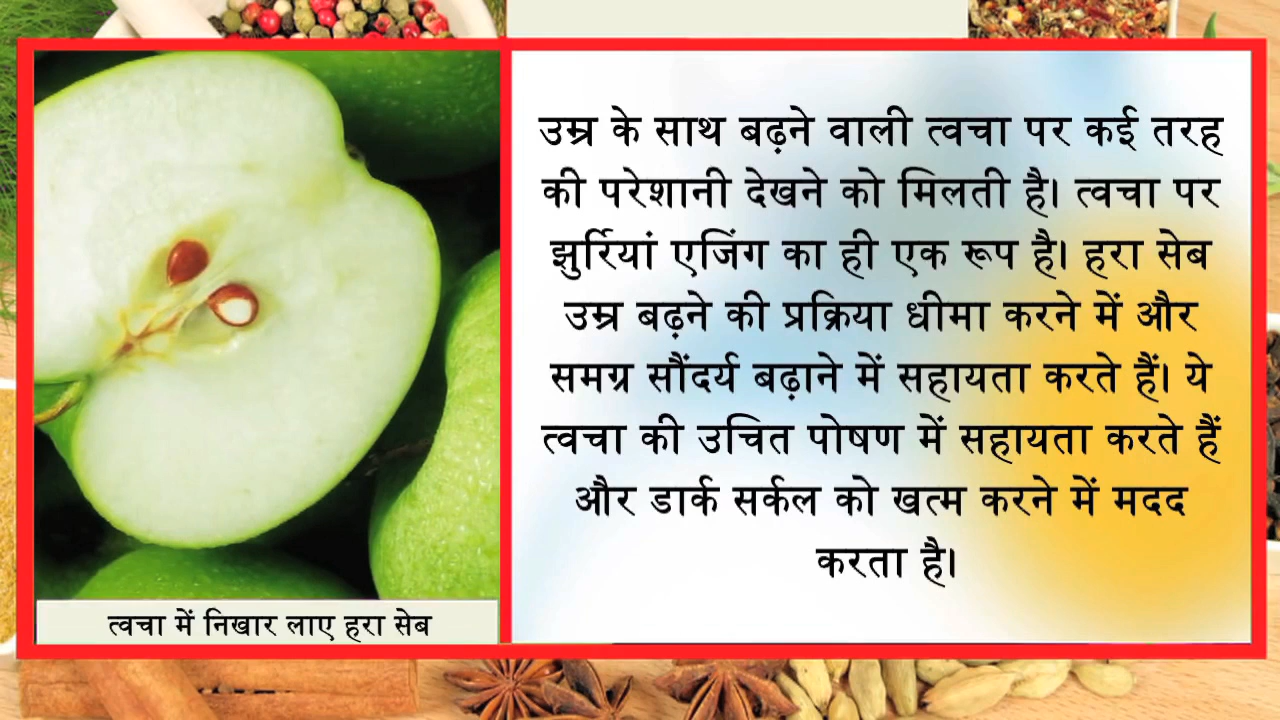 उम्र के साथ बढ़ने वाली त्वचा पर कई तरह
की परेशानी देखने को मिलती है। त्वचा पर
झुर्रियां एजिंग का ही एक रूप है। हरा सेब
उम्र बढ़ने की प्रक्रिया धीमा करने में और
समग्र सौंदर्य बढ़ाने में सहायता करते हैं। ये
त्वचा की उचित पोषण में सहायता करते हैं
और डार्क सर्कल को खत्म करने में मदद
करता है।
त्वचा में निखार लाए हरा सेब